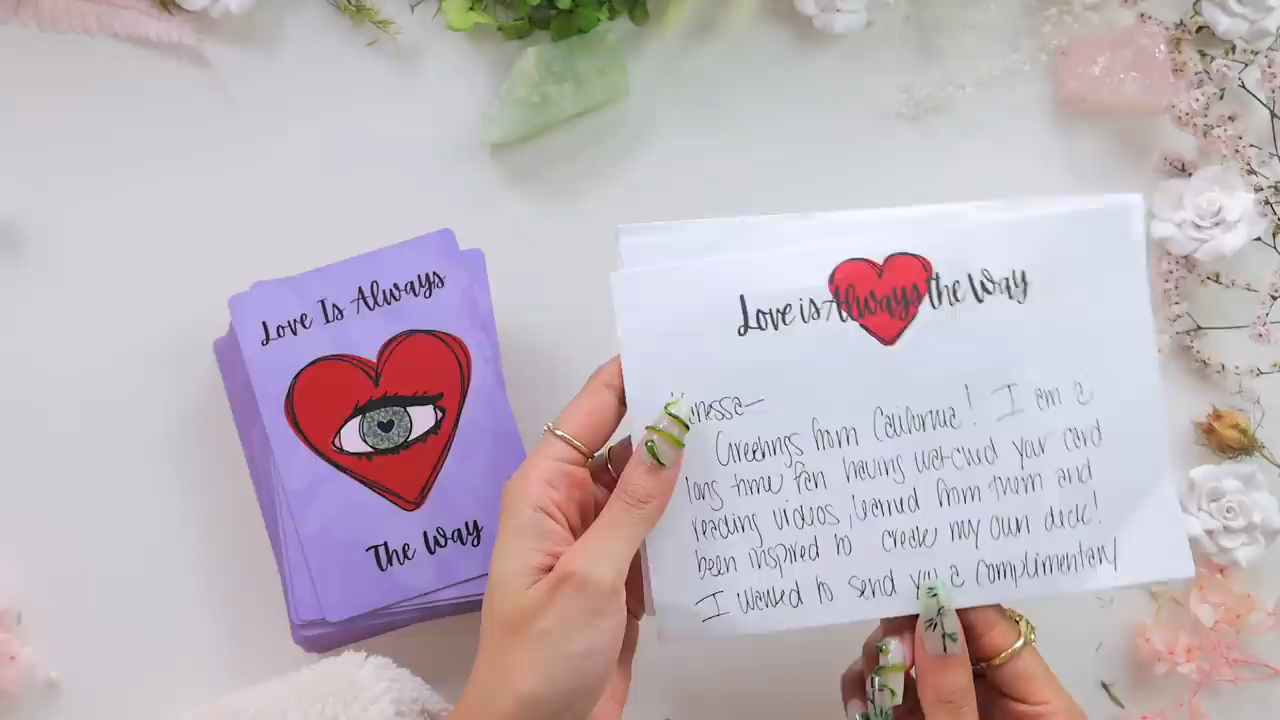 Love Is Always
The Way
Love is Always the Way
nessa—
Greetings from California! I am a
long time fan having watched your card
reading videos, learned from them and
been inspired to create my own deck!
I wanted to send you a complimentary